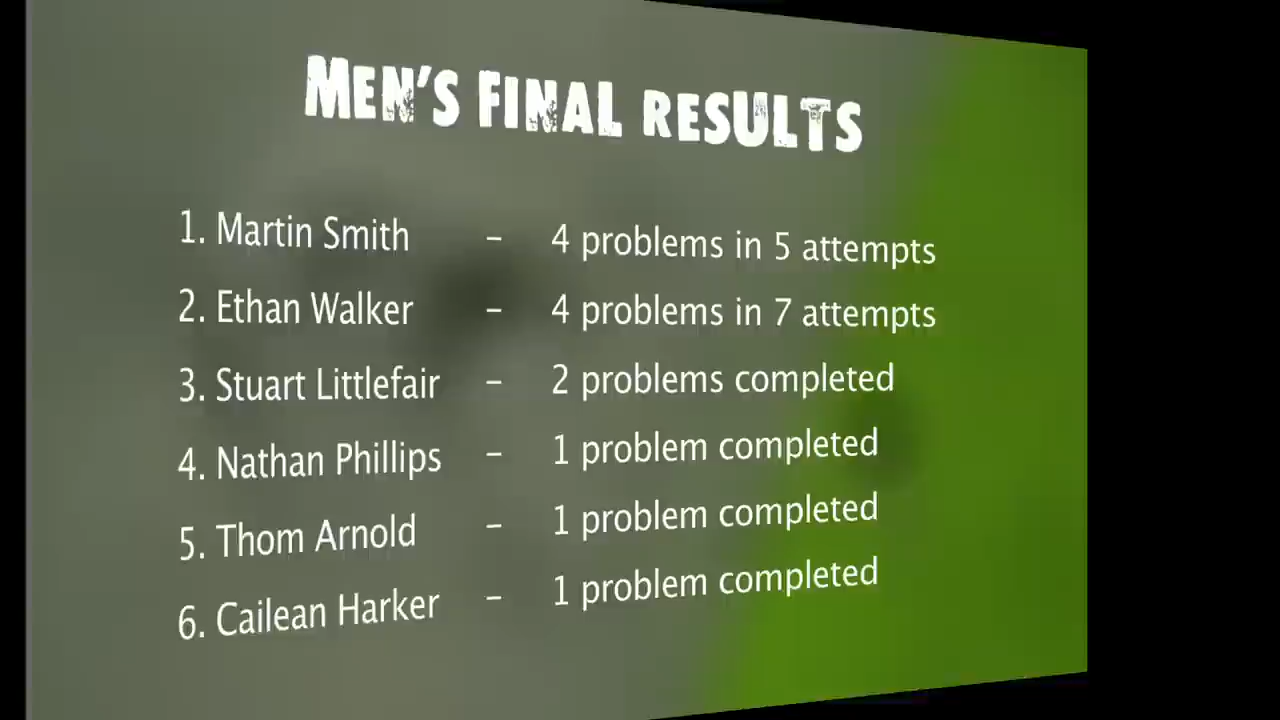 MEN'S FINAL RESULTS
1. Martin Smith – 4 problems in 5 attempts
2. Ethan Walker – 4 problems in 7 attempts
3. Stuart Littlefair – 2 problems completed
4. Nathan Phillips – 1 problem completed
5. Thom Arnold – 1 problem completed
6. Cailean Harker – 1 problem completed